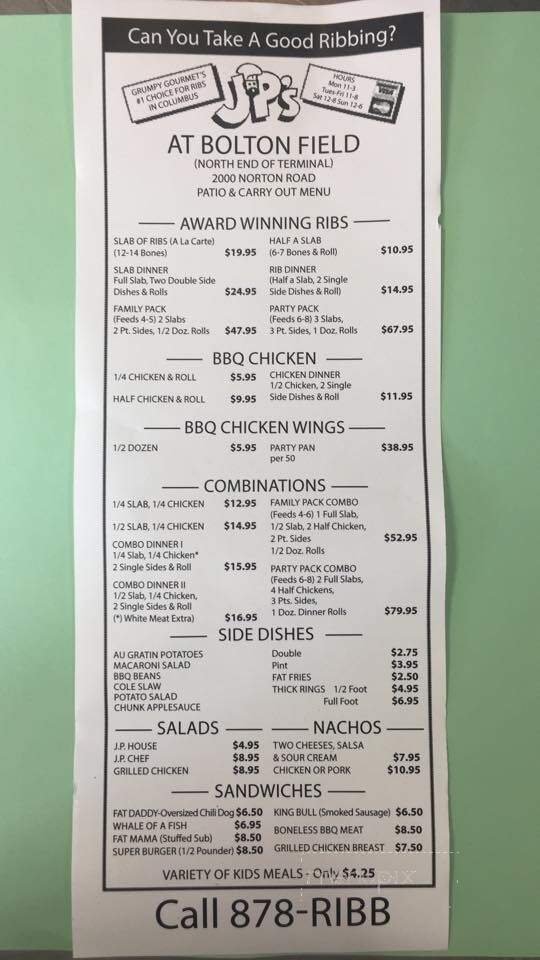 Can You Take A Good Ribbing?
GRUMPY GOURMET'S
#1 CHOICE FOR RIBS
IN COLUMBUS
J.P.'s
HOURS
Mon 11-3
Tues-Fri 11-8
Sat 12-8 Sun 12-6
VISA
AT BOLTON FIELD
(NORTH END OF TERMINAL)
2000 NORTON ROAD
PATIO & CARRY OUT MENU
AWARD WINNING RIBS
SLAB OF RIBS (A La Carte)
(12-14 Bones) $19.95
HALF A SLAB
(6-7 Bones & Roll) $10.95
SLAB DINNER
Full Slab, Two Double Side
Dishes & Rolls $24.95
RIB DINNER
(Half a Slab, 2 Single
Side Dishes & Roll) $14.95
FAMILY PACK
(Feeds 4-5) 2 Slabs
2 Pt. Sides, 1/2 Doz. Rolls $47.95
PARTY PACK
(Feeds 6-8) 3 Slabs,
3 Pt. Sides, 1 Doz. Rolls $67.95
BBQ CHICKEN
1/4 CHICKEN & ROLL $5.95
HALF CHICKEN & ROLL $9.95
CHICKEN DINNER
1/2 Chicken, 2 Single
Side Dishes & Roll $11.95
BBQ CHICKEN WINGS
1/2 DOZEN $5.95
PARTY PAN $38.95
per 50
COMBINATIONS
1/4 SLAB, 1/4 CHICKEN $12.95
1/2 SLAB, 1/4 CHICKEN $14.95
COMBO DINNER I
1/4 Slab, 1/4 Chicken*
2 Single Sides & Roll $15.95
COMBO DINNER II
1/2 Slab, 1/4 Chicken,
2 Single Sides & Roll
(*) White Meat Extra) $16.95
FAMILY PACK COMBO
(Feeds 4-6) 1 Full Slab,
1/2 Slab, 2 Half Chicken,
2 Pt. Sides $52.95
1/2 Doz. Rolls
PARTY PACK COMBO
(Feeds 6-8) 2 Full Slabs,
4 Half Chickens,
3 Pts. Sides,
1 Doz. Dinner Rolls $79.95
SIDE DISHES
AU GRATIN POTATOES
MACARONI SALAD
BBQ BEANS
COLE SLAW
POTATO SALAD
CHUNK APPLESAUCE
Double $2.75
Pint $3.95
FAT FRIES $2.50
THICK RINGS 1/2 Foot $4.95
Full Foot $6.95
SALADS
J.P. HOUSE $4.95
J.P. CHEF $8.95
GRILLED CHICKEN $8.95
NACHOS
TWO CHEESES, SALSA
& SOUR CREAM $7.95
CHICKEN OR PORK $10.95
SANDWICHES
FAT DADDY-Oversized Chili Dog $6.50
WHALE OF A FISH $6.95
FAT MAMA (Stuffed Sub) $8.50
SUPER BURGER (1/2 Pounder) $8.50
KING BULL (Smoked Sausage) $6.50
BONELESS BBQ MEAT $8.50
GRILLED CHICKEN BREAST $7.50
VARIETY OF KIDS MEALS - Only $4.25
Call 878-RIBB